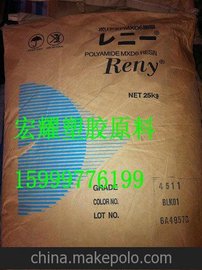 レニー
POLYAMIDE MXD6 RESIN
Reny
NET 25Kg
宏耀塑胶原料
15999776199
GRADE 4511
COLOR NO. BLK01
LOT NO. 6A4957G
china.makepolo.com